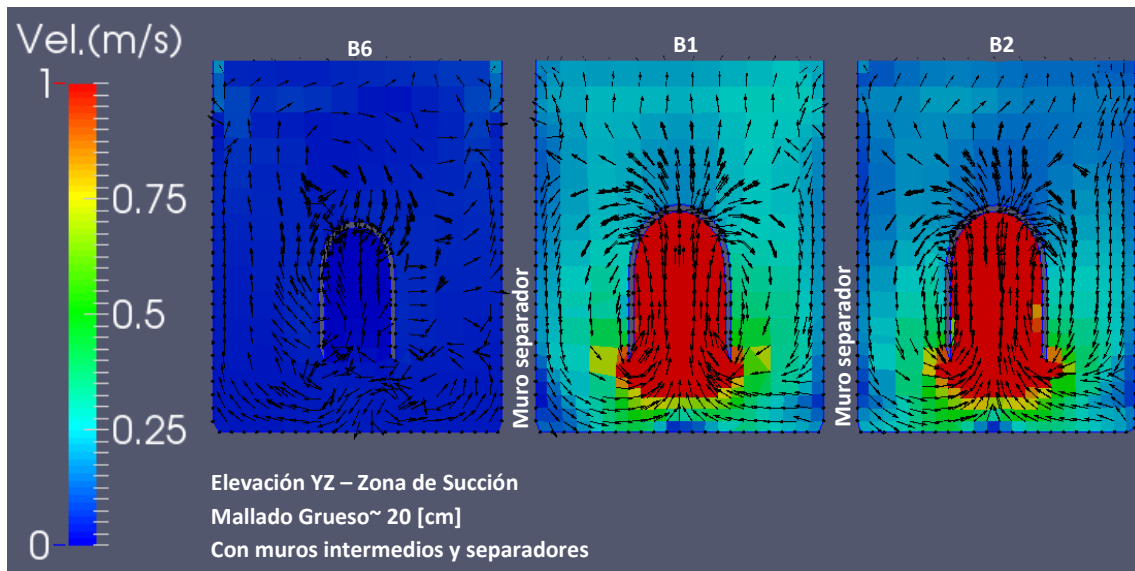 Vel.(m/s)
B6
B1
B2
1
0.75
0.5
0.25
0
Muro separador
Muro separador
Elevación YZ – Zona de Succión
Mallado Grueso~ 20 [cm]
Con muros intermedios y separadores